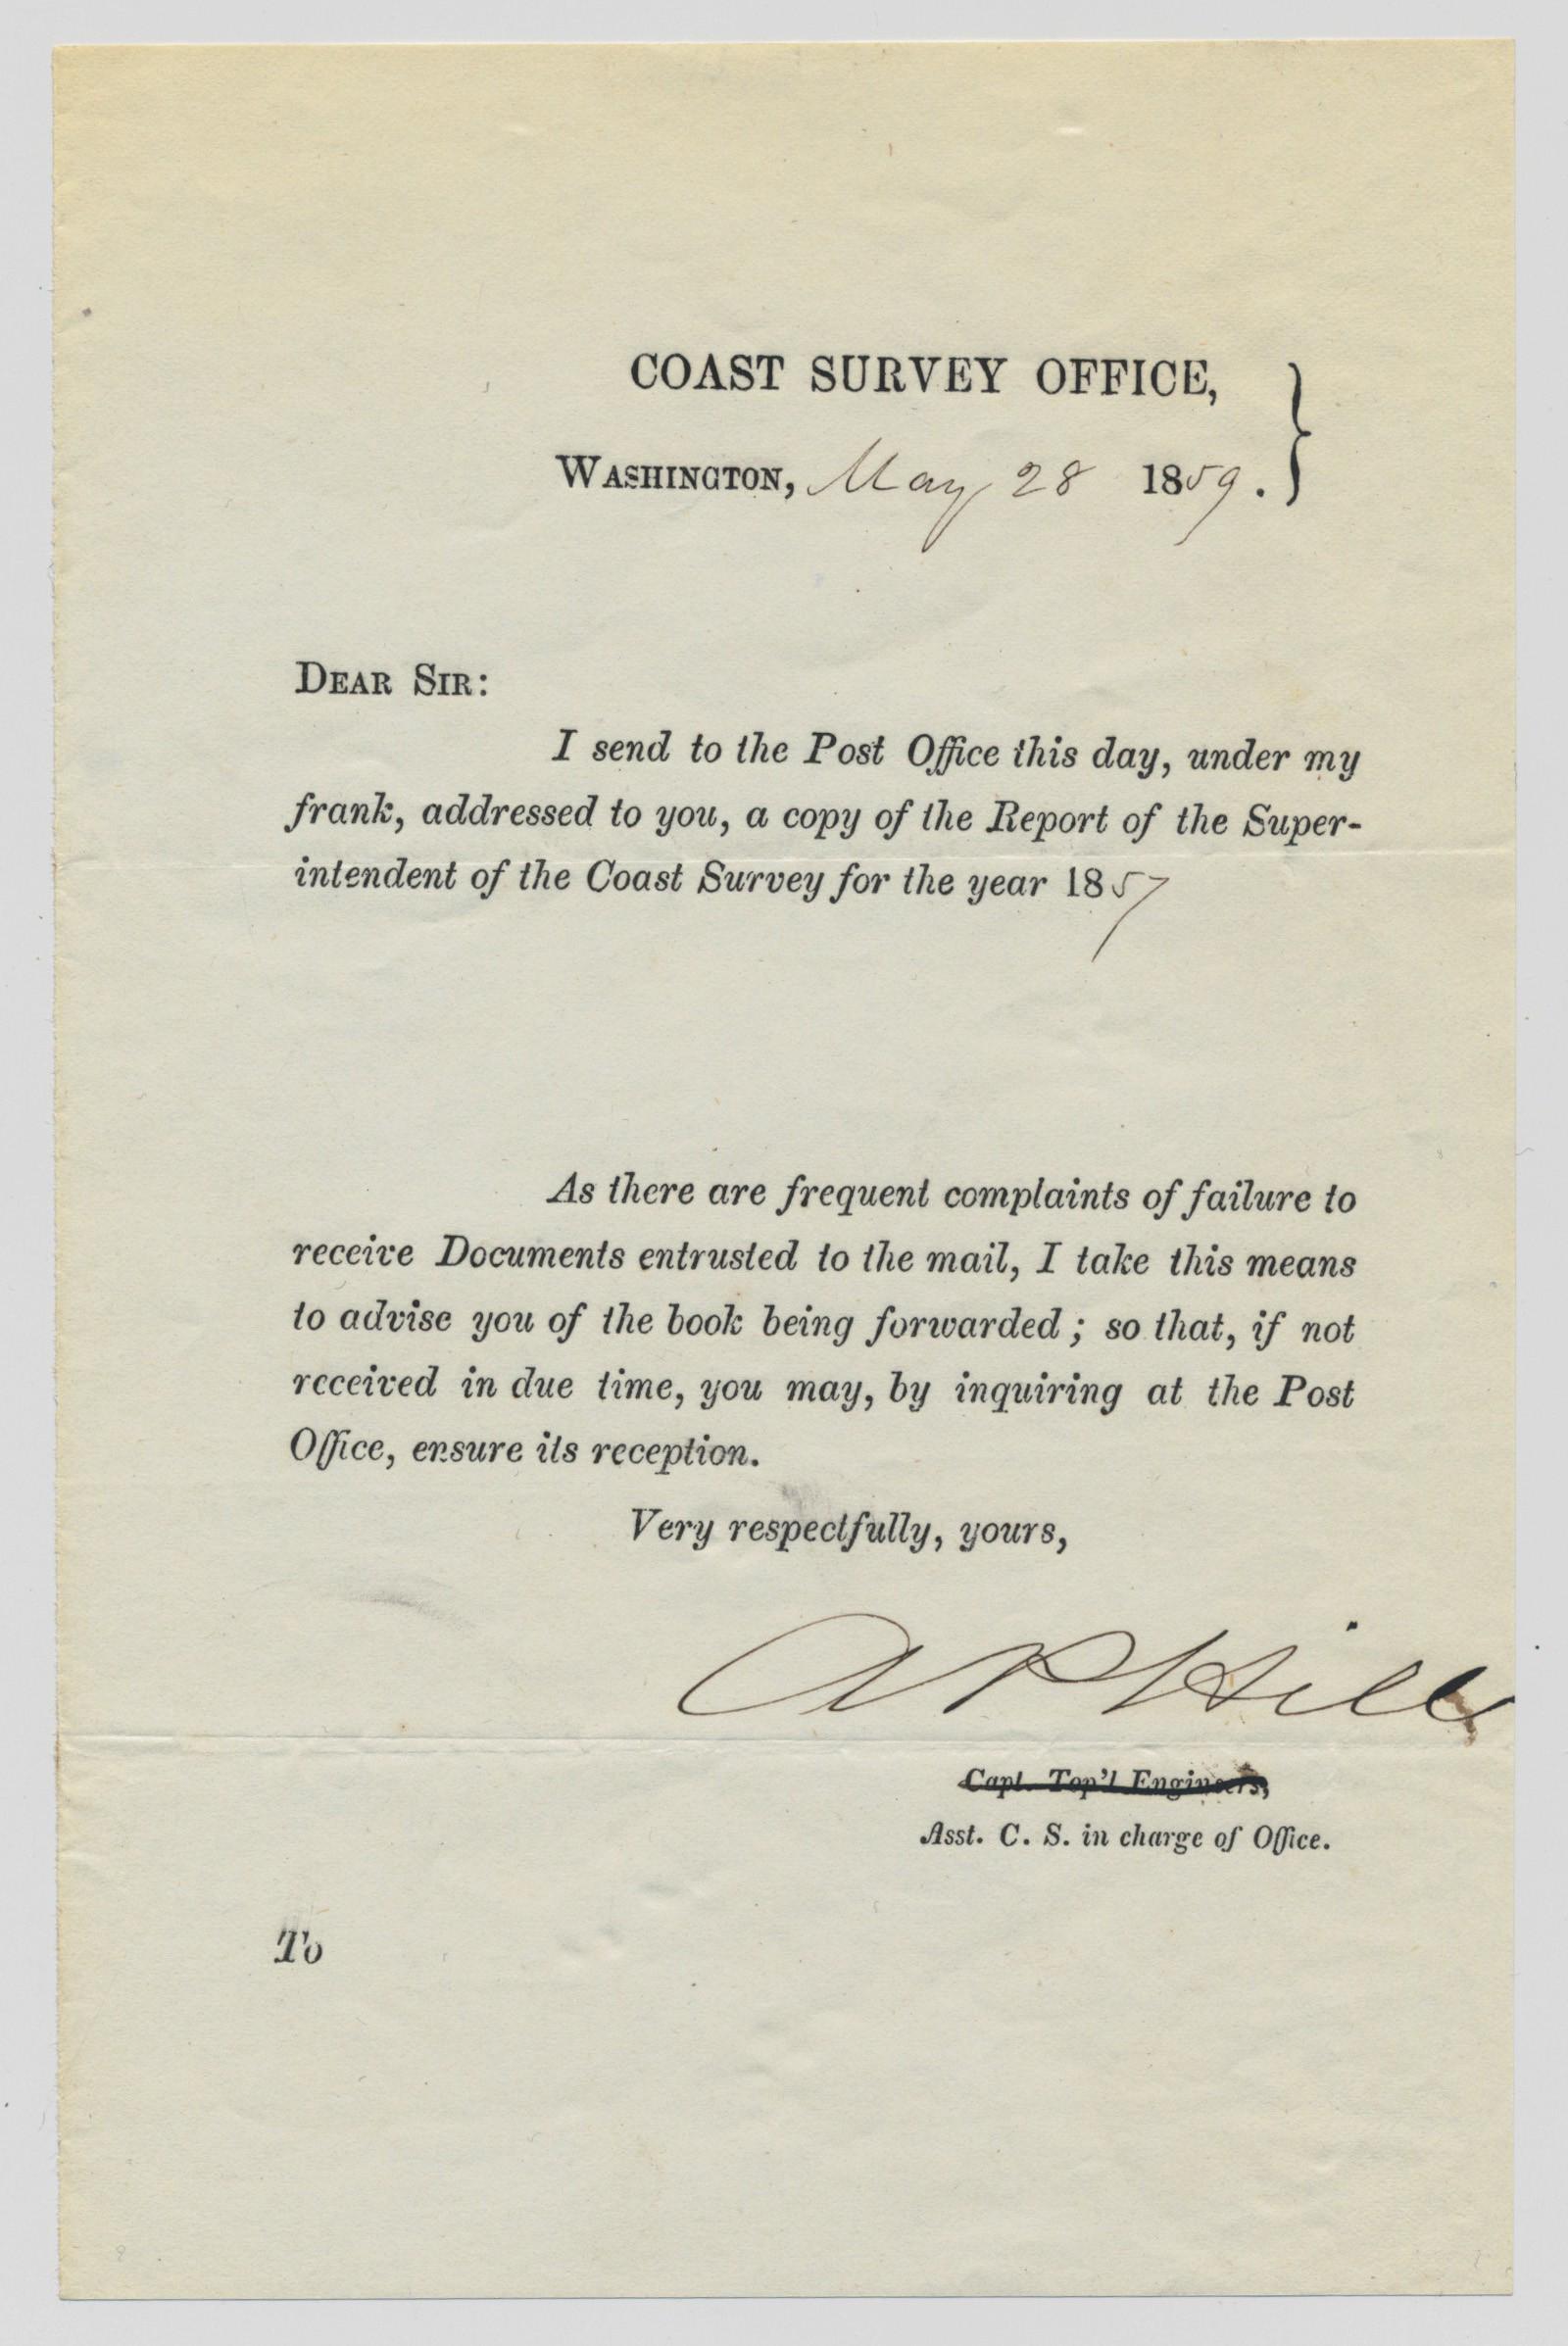 COAST SURVEY OFFICE,
WASHINGTON, May 28 1859.
DEAR SIR:
I send to the Post Office this day, under my
frank, addressed to you, a copy of the Report of the Super-
intendent of the Coast Survey for the year 1857
As there are frequent complaints of failure to
receive Documents entrusted to the mail, I take this means
to advise you of the book being forwarded; so that, if not
received in due time, you may, by inquiring at the Post
Office, ensure its reception.
Very respectfully, yours,
A P Hill
Capt. Top'l Engineers,
Asst. C. S. in charge of Office.
To